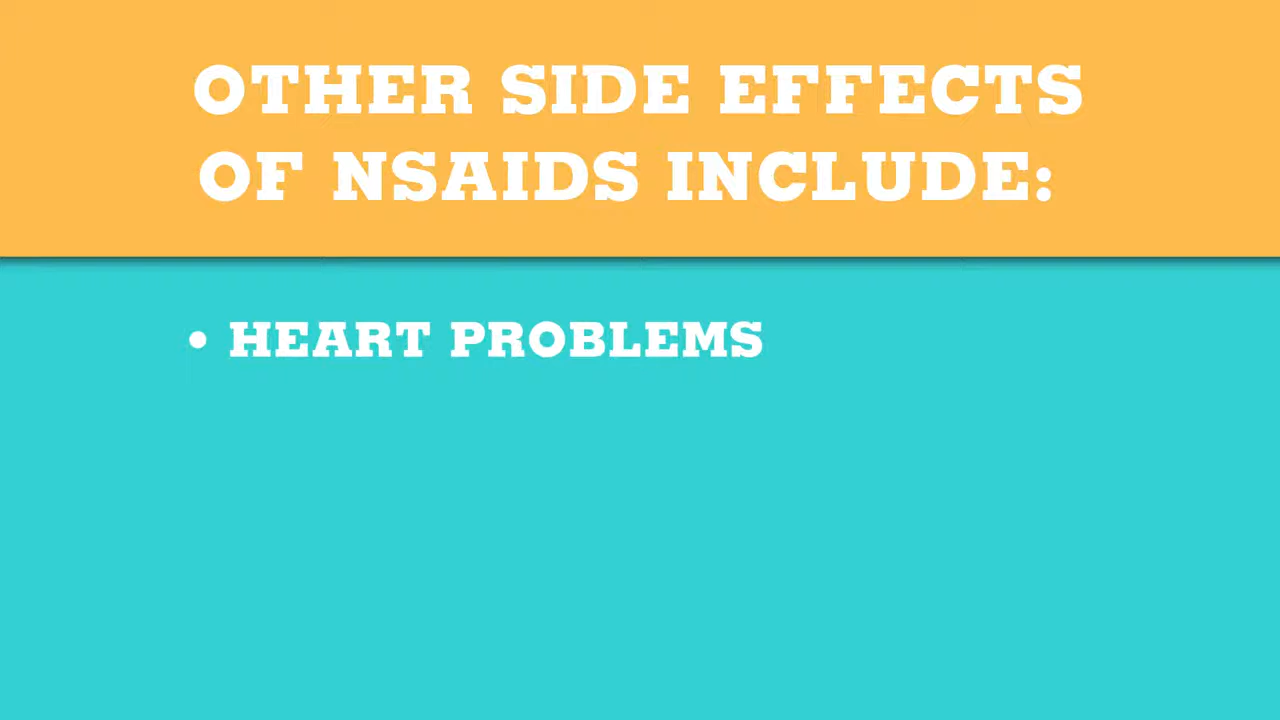 OTHER SIDE EFFECTS
OF NSAIDS INCLUDE:
• HEART PROBLEMS